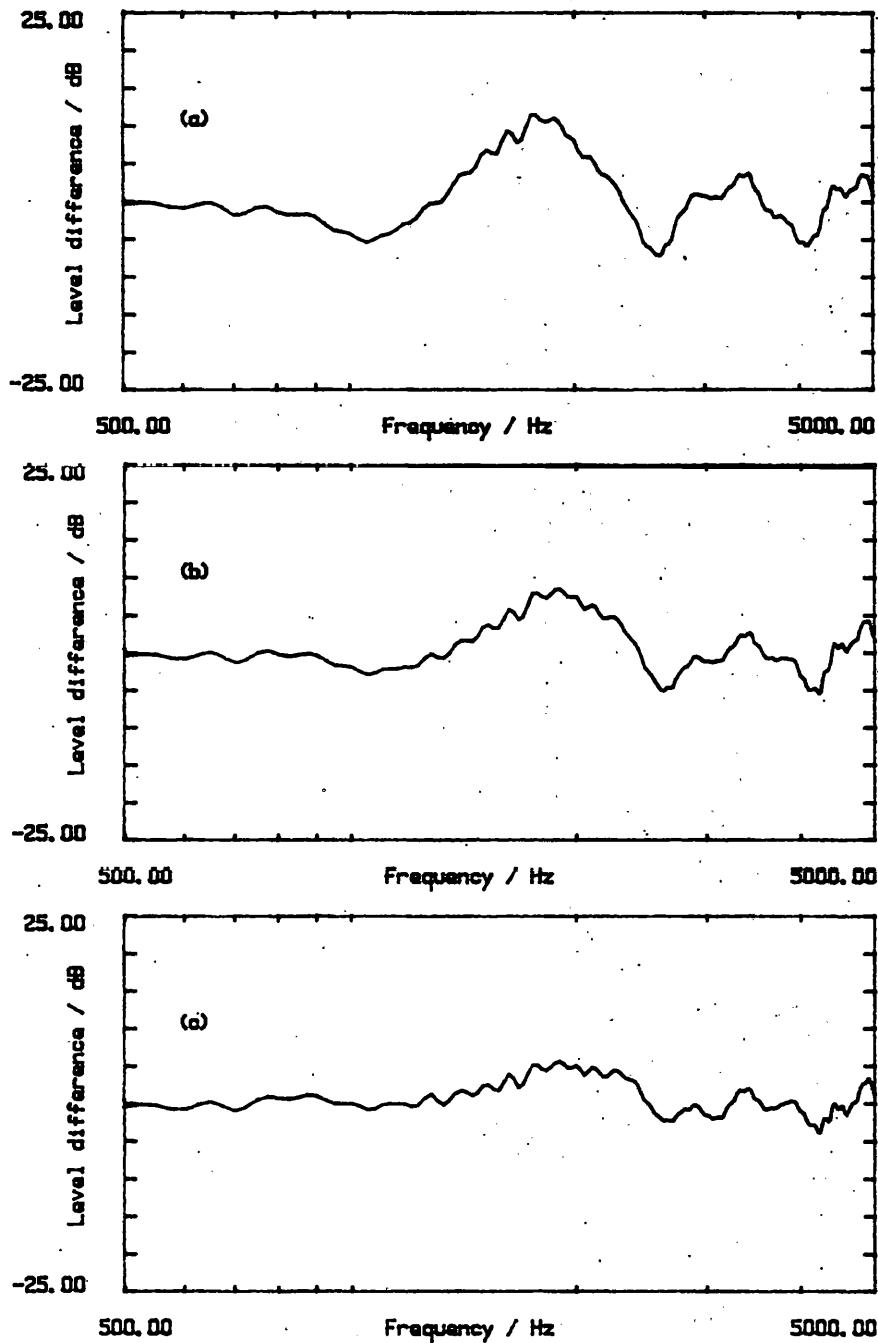 25.00
Level difference / dB
(a)
-25.00
500.00 Frequency / Hz 5000.00
25.00
Level difference / dB
(b)
-25.00
500.00 Frequency / Hz 5000.00
25.00
Level difference / dB
(c)
-25.00
500.00 Frequency / Hz 5000.00